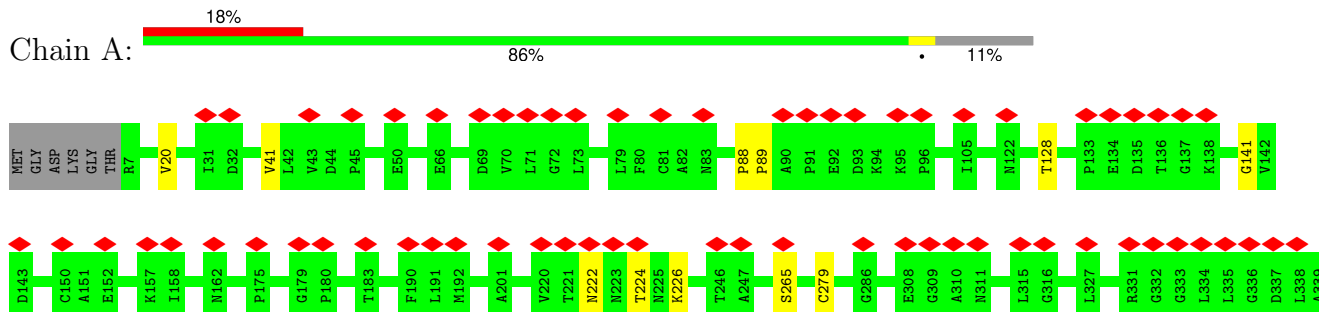 18%
Chain A:
86%
•
11%
MET GLY ASP LYS GLY THR R7 V20 I31 D32 V41 L42 V43 D44 P45 E50 E66 D69 V70 L71 G72 L73 L79 F80 C81 A82 N83 P88 P89 A90 P91 E92 D93 K94 K95 P96 I105 N122 T128 P133 E134 D135 T136 G137 K138 G141 V142
D143 C150 A151 E152 K157 I158 N162 P175 G179 P180 T183 F190 L191 M192 A201 V220 T221 N222 N223 T224 N225 K226 T246 A247 S265 C279 G286 E308 G309 A310 N311 L315 G316 L327 R331 G332 G333 L334 L335 G336 D337 L338 A339